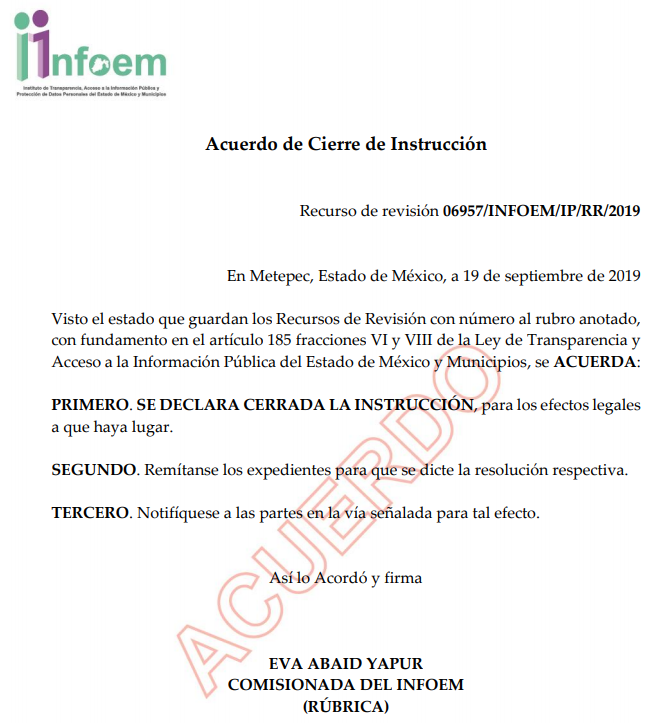 infoem
Instituto de Transparencia, Acceso a la Información Pública y
Protección de Datos Personales del Estado de México y Municipios
Acuerdo de Cierre de Instrucción
Recurso de revisión 06957/INFOEM/IP/RR/2019
En Metepec, Estado de México, a 19 de septiembre de 2019
Visto el estado que guardan los Recursos de Revisión con número al rubro anotado,
con fundamento en el artículo 185 fracciones VI y VIII de la Ley de Transparencia y
Acceso a la Información Pública del Estado de México y Municipios, se ACUERDA:
PRIMERO. SE DECLARA CERRADA LA INSTRUCCIÓN, para los efectos legales
a que haya lugar.
SEGUNDO. Remítanse los expedientes para que se dicte la resolución respectiva.
TERCERO. Notifíquese a las partes en la vía señalada para tal efecto.
Así lo Acordó y firma
ACUERDO
EVA ABAID YAPUR
COMISIONADA DEL INFOEM
(RÚBRICA)